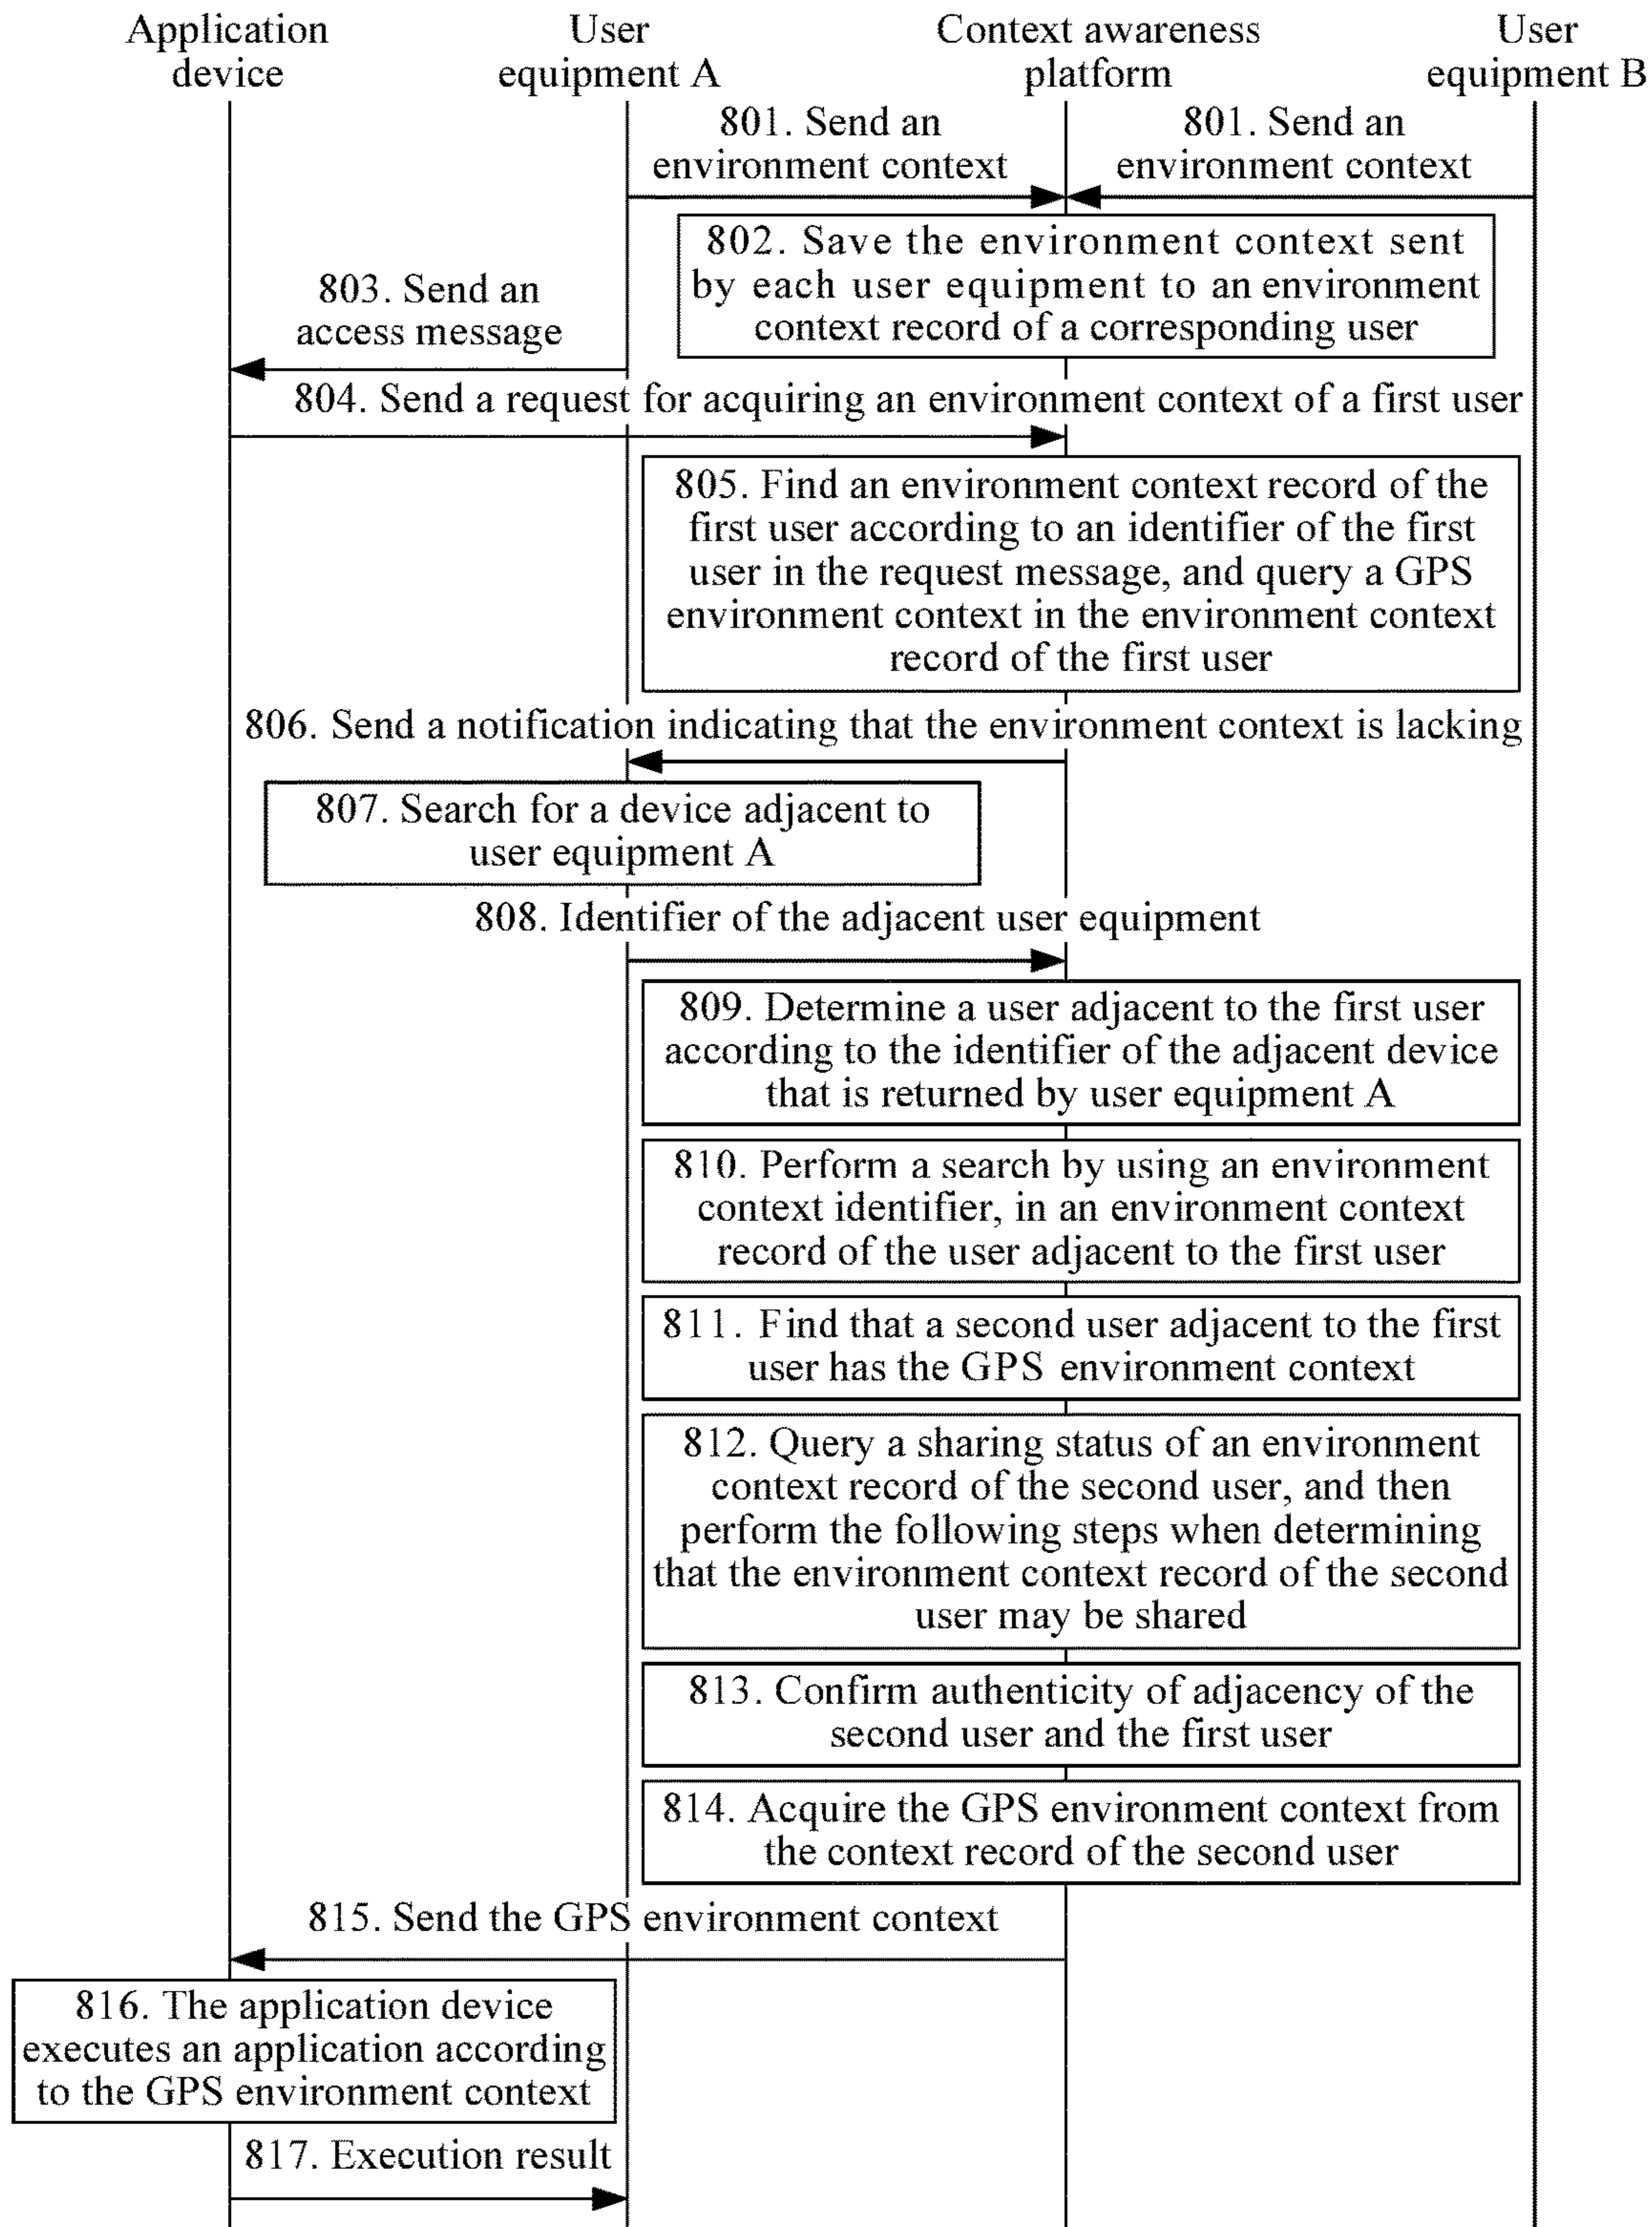 Application
device
User
equipment A
Context awareness
platform
User
equipment B
801. Send an
environment context
801. Send an
environment context
802. Save the environment context sent
by each user equipment to an environment
context record of a corresponding user
803. Send an
access message
804. Send a request for acquiring an environment context of a first user
805. Find an environment context record of the
first user according to an identifier of the first
user in the request message, and query a GPS
environment context in the environment context
record of the first user
806. Send a notification indicating that the environment context is lacking
807. Search for a device adjacent to
user equipment A
808. Identifier of the adjacent user equipment
809. Determine a user adjacent to the first user
according to the identifier of the adjacent device
that is returned by user equipment A
810. Perform a search by using an environment
context identifier, in an environment context
record of the user adjacent to the first user
811. Find that a second user adjacent to the first
user has the GPS environment context
812. Query a sharing status of an environment
context record of the second user, and then
perform the following steps when determining
that the environment context record of the second
user may be shared
813. Confirm authenticity of adjacency of the
second user and the first user
814. Acquire the GPS environment context from
the context record of the second user
815. Send the GPS environment context
816. The application device
executes an application according
to the GPS environment context
817. Execution result